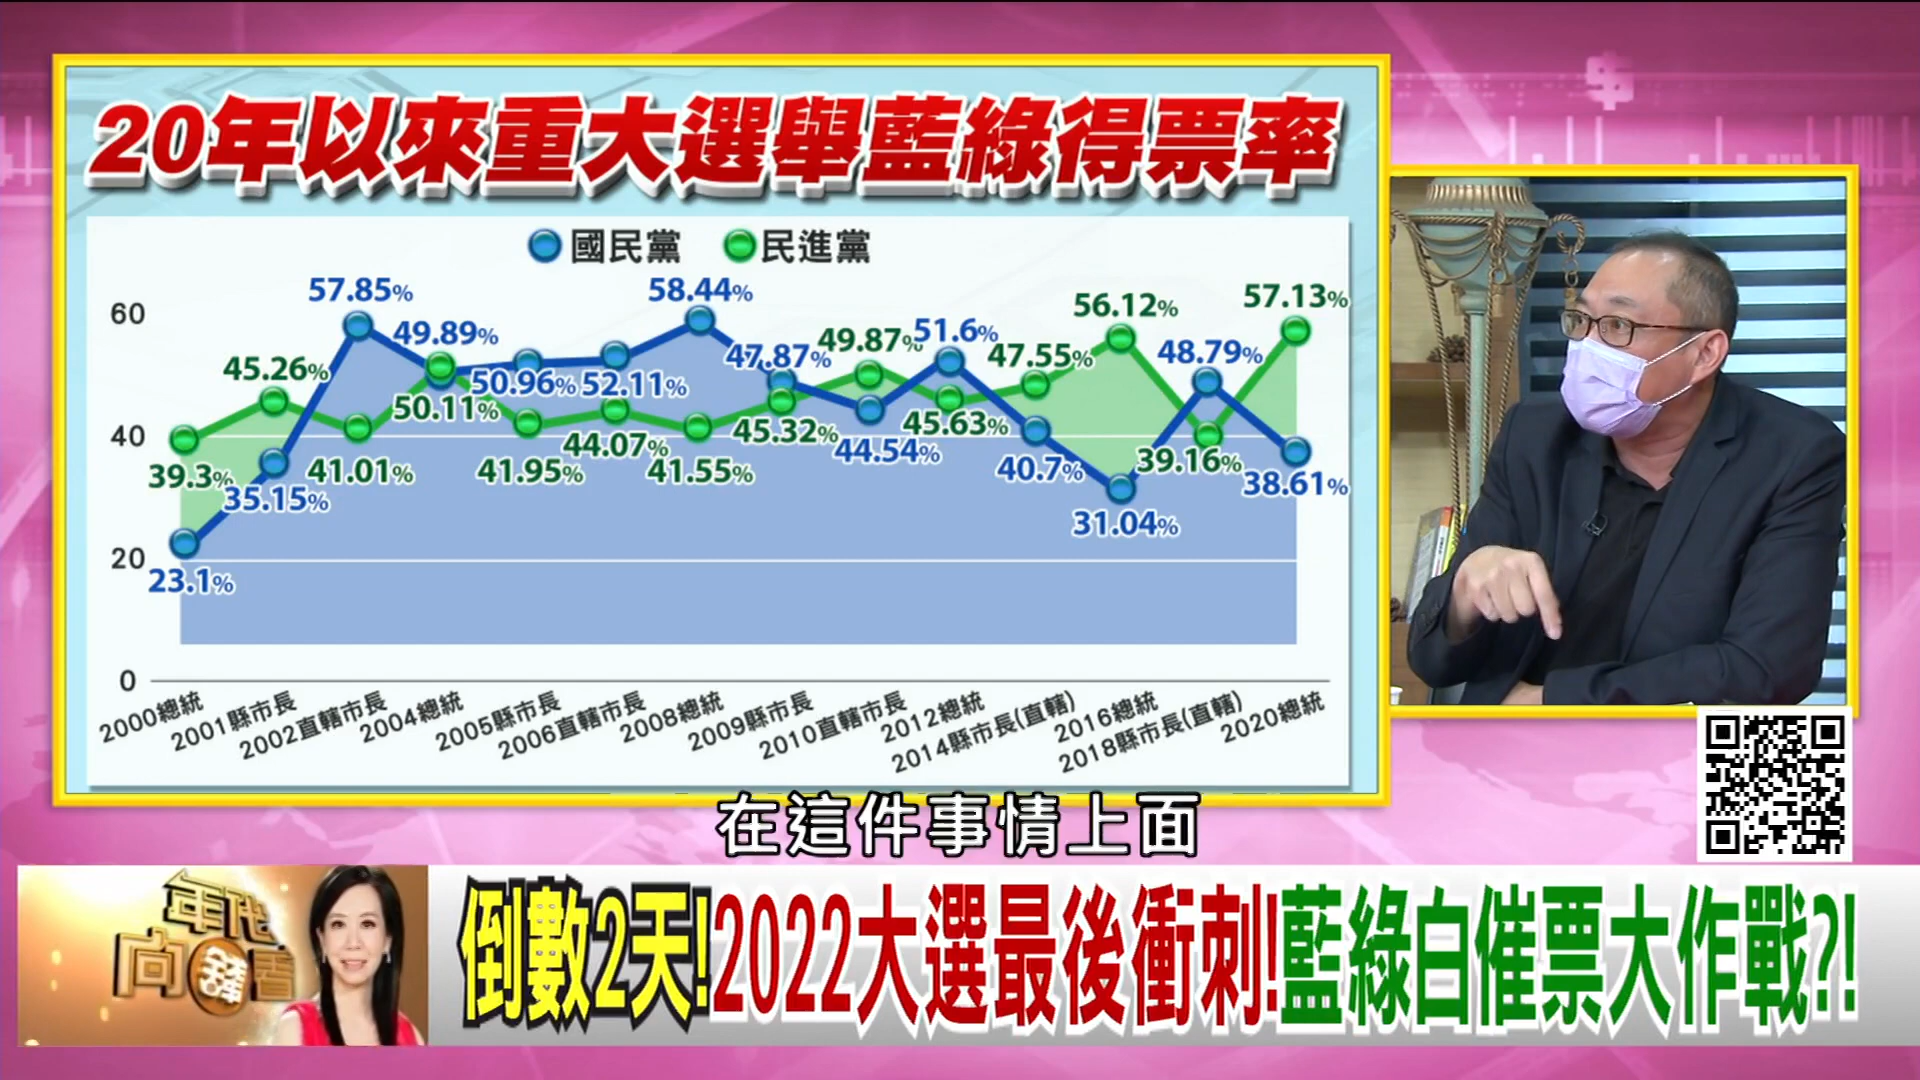 20年以來重大選舉藍綠得票率
國民黨 民進黨
60
40
20
0
57.85%
58.44%
49.89%
47.87%
49.87%
51.6%
56.12%
57.13%
45.26%
50.96%
52.11%
47.55%
48.79%
50.11%
45.32%
45.63%
39.3%
35.15%
41.01%
41.95%
44.07%
41.55%
44.54%
40.7%
39.16%
38.61%
31.04%
23.1%
2000總統
2001縣市長
2002直轄市長
2004總統
2005縣市長
2006直轄市長
2008總統
2009縣市長
2010直轄市長
2012總統
2014縣市長(直轄)
2016總統
2018縣市長(直轄)
2020總統
在這件事情上面
年代
向錢看
倒數2天!2022大選最後衝刺!藍綠白催票大作戰?!